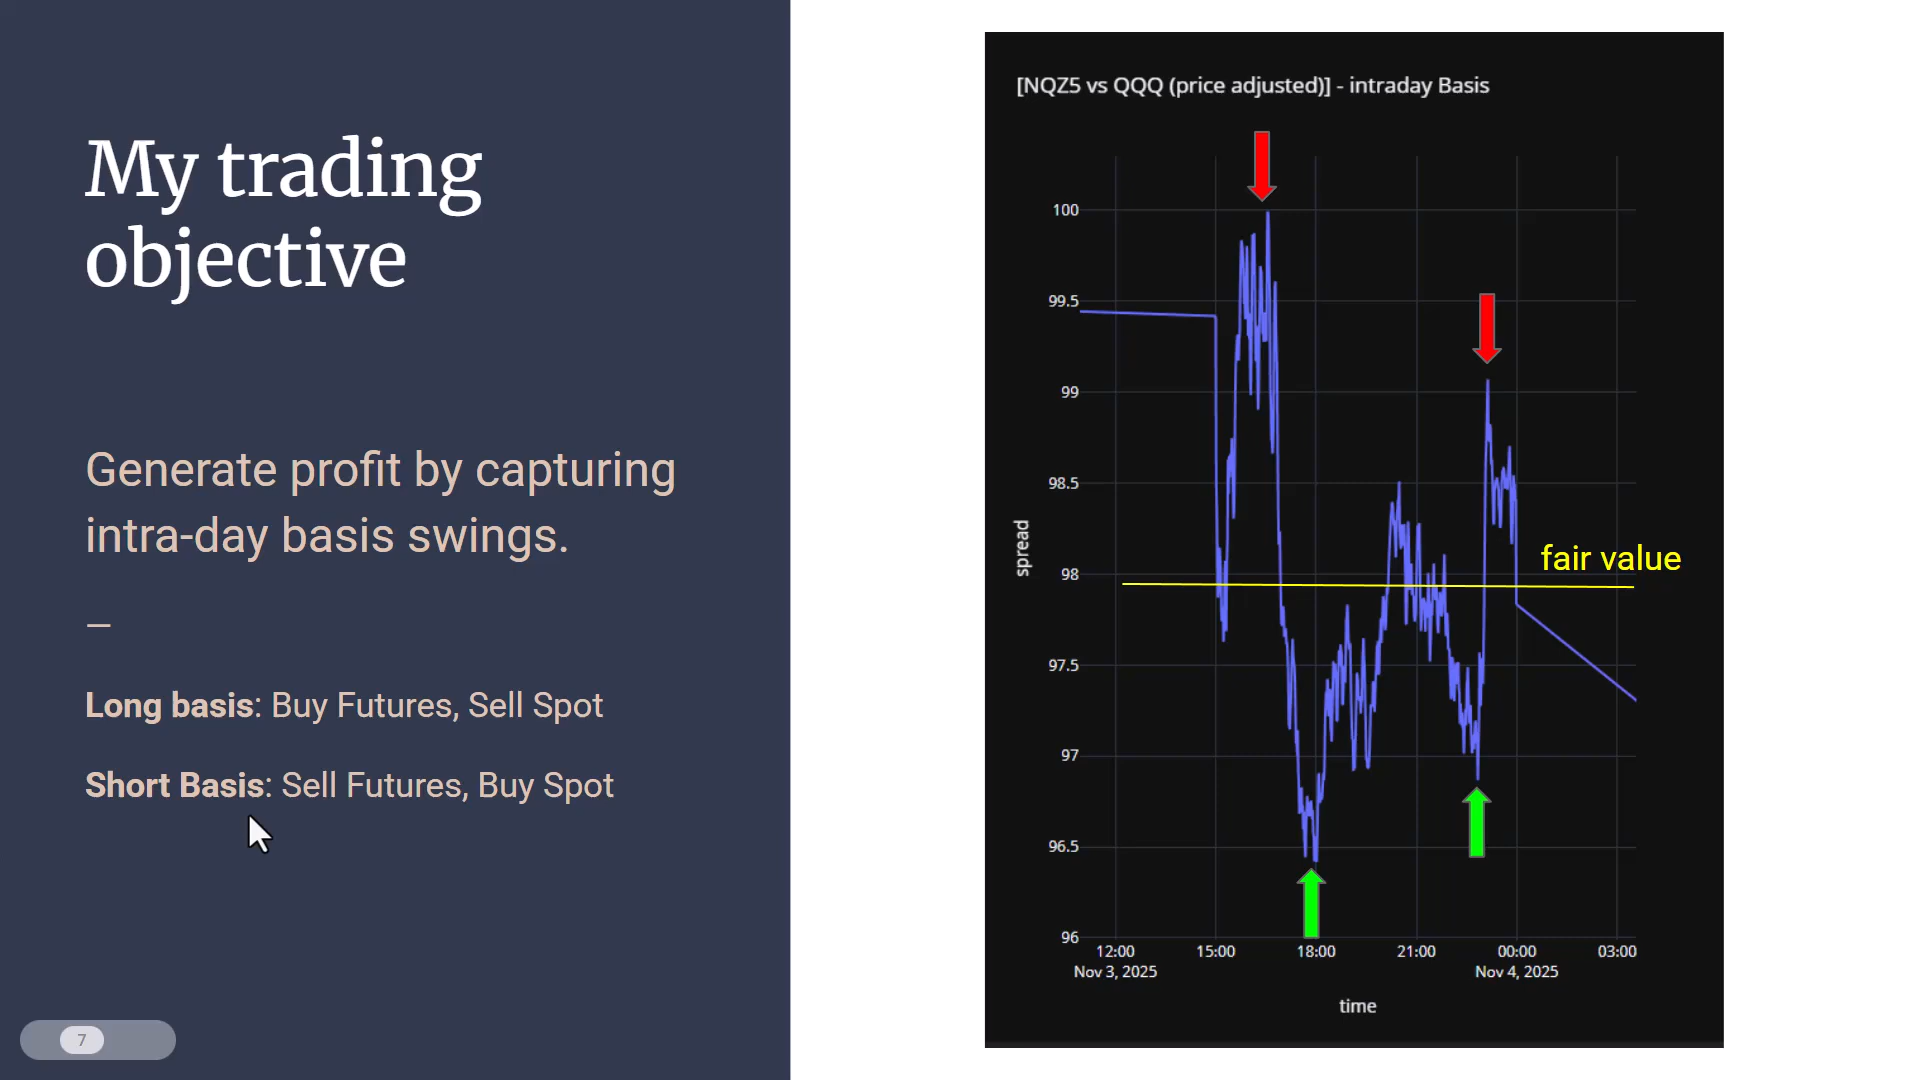 My trading
objective
Generate profit by capturing
intra-day basis swings.
—
Long basis: Buy Futures, Sell Spot
Short Basis: Sell Futures, Buy Spot
7
[NQZ5 vs QQQ (price adjusted)] - intraday Basis
100
99.5
99
98.5
98
97.5
97
96.5
96
spread
fair value
12:00 15:00 18:00 21:00 00:00 03:00
Nov 3, 2025 Nov 4, 2025
time